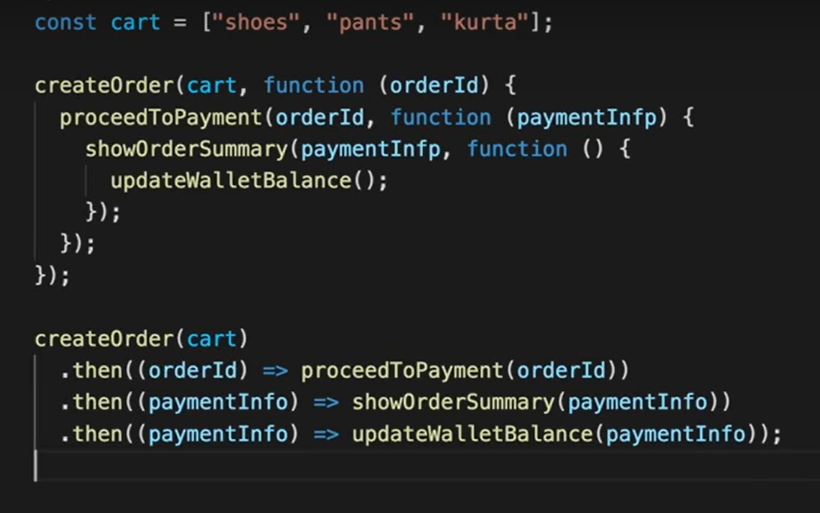 const cart = ["shoes", "pants", "kurta"];
createOrder(cart, function (orderId) {
proceedToPayment(orderId, function (paymentInfp) {
showOrderSummary(paymentInfp, function () {
updateWalletBalance();
});
});
});
createOrder(cart)
.then((orderId) => proceedToPayment(orderId))
.then((paymentInfo) => showOrderSummary(paymentInfo))
.then((paymentInfo) => updateWalletBalance(paymentInfo));